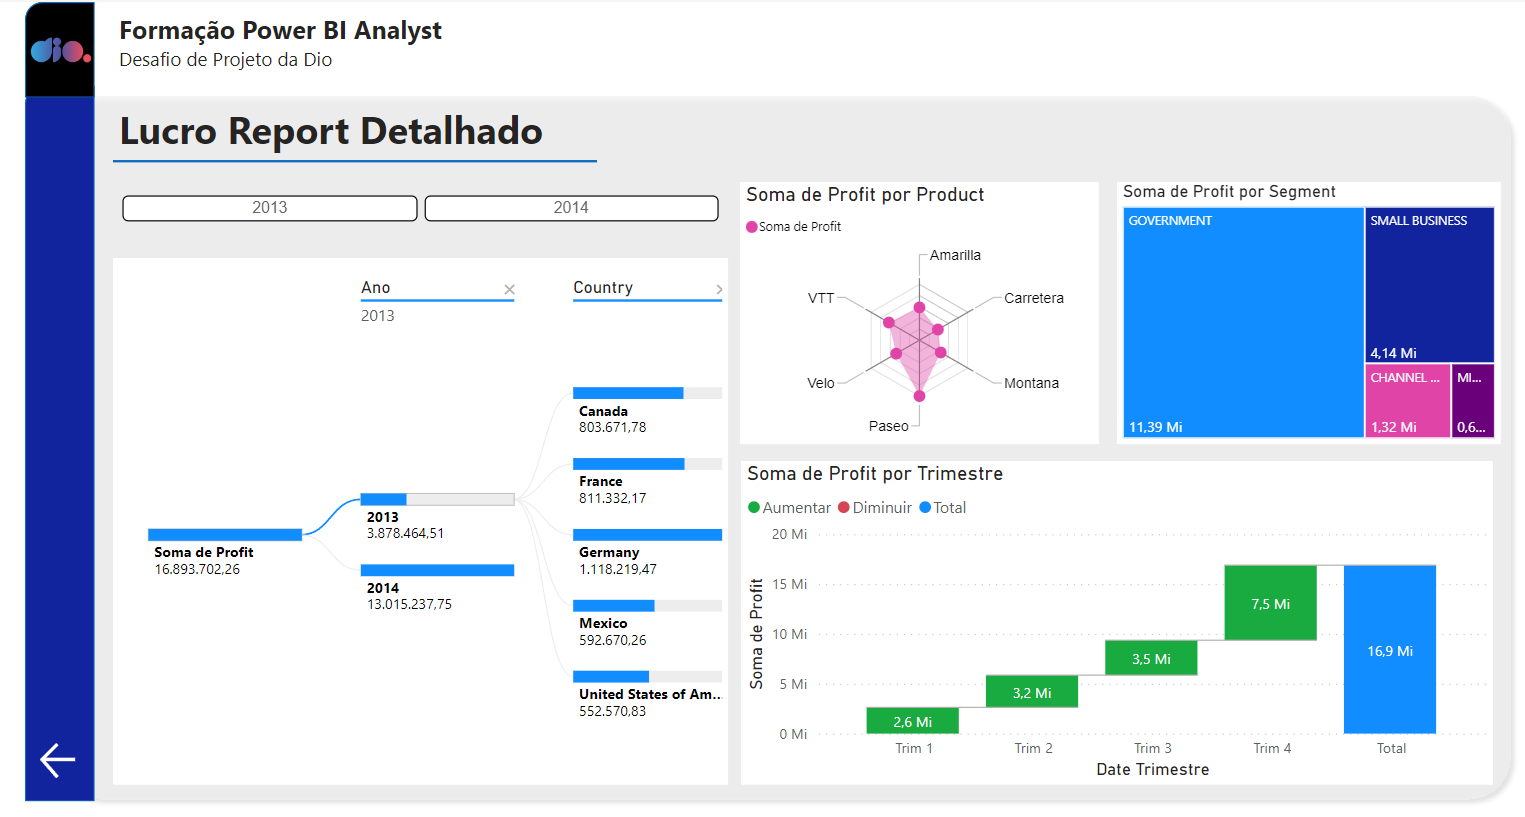 dio.
Formação Power BI Analyst
Desafio de Projeto da Dio
Lucro Report Detalhado
2013
2014
Ano
2013
Country
Soma de Profit
16.893.702,26
2013
3.878.464,51
2014
13.015.237,75
Canada
803.671,78
France
811.332,17
Germany
1.118.219,47
Mexico
592.670,26
United States of Am...
552.570,83
Soma de Profit por Product
Soma de Profit
Amarilla
Carretera
Montana
Paseo
Velo
VTT
Soma de Profit por Segment
GOVERNMENT
11,39 Mi
SMALL BUSINESS
4,14 Mi
CHANNEL ...
1,32 Mi
MI...
0,6...
Soma de Profit por Trimestre
Aumentar Diminuir Total
Soma de Profit
20 Mi
15 Mi
10 Mi
5 Mi
0 Mi
2,6 Mi
3,2 Mi
3,5 Mi
7,5 Mi
16,9 Mi
Trim 1 Trim 2 Trim 3 Trim 4 Total
Date Trimestre